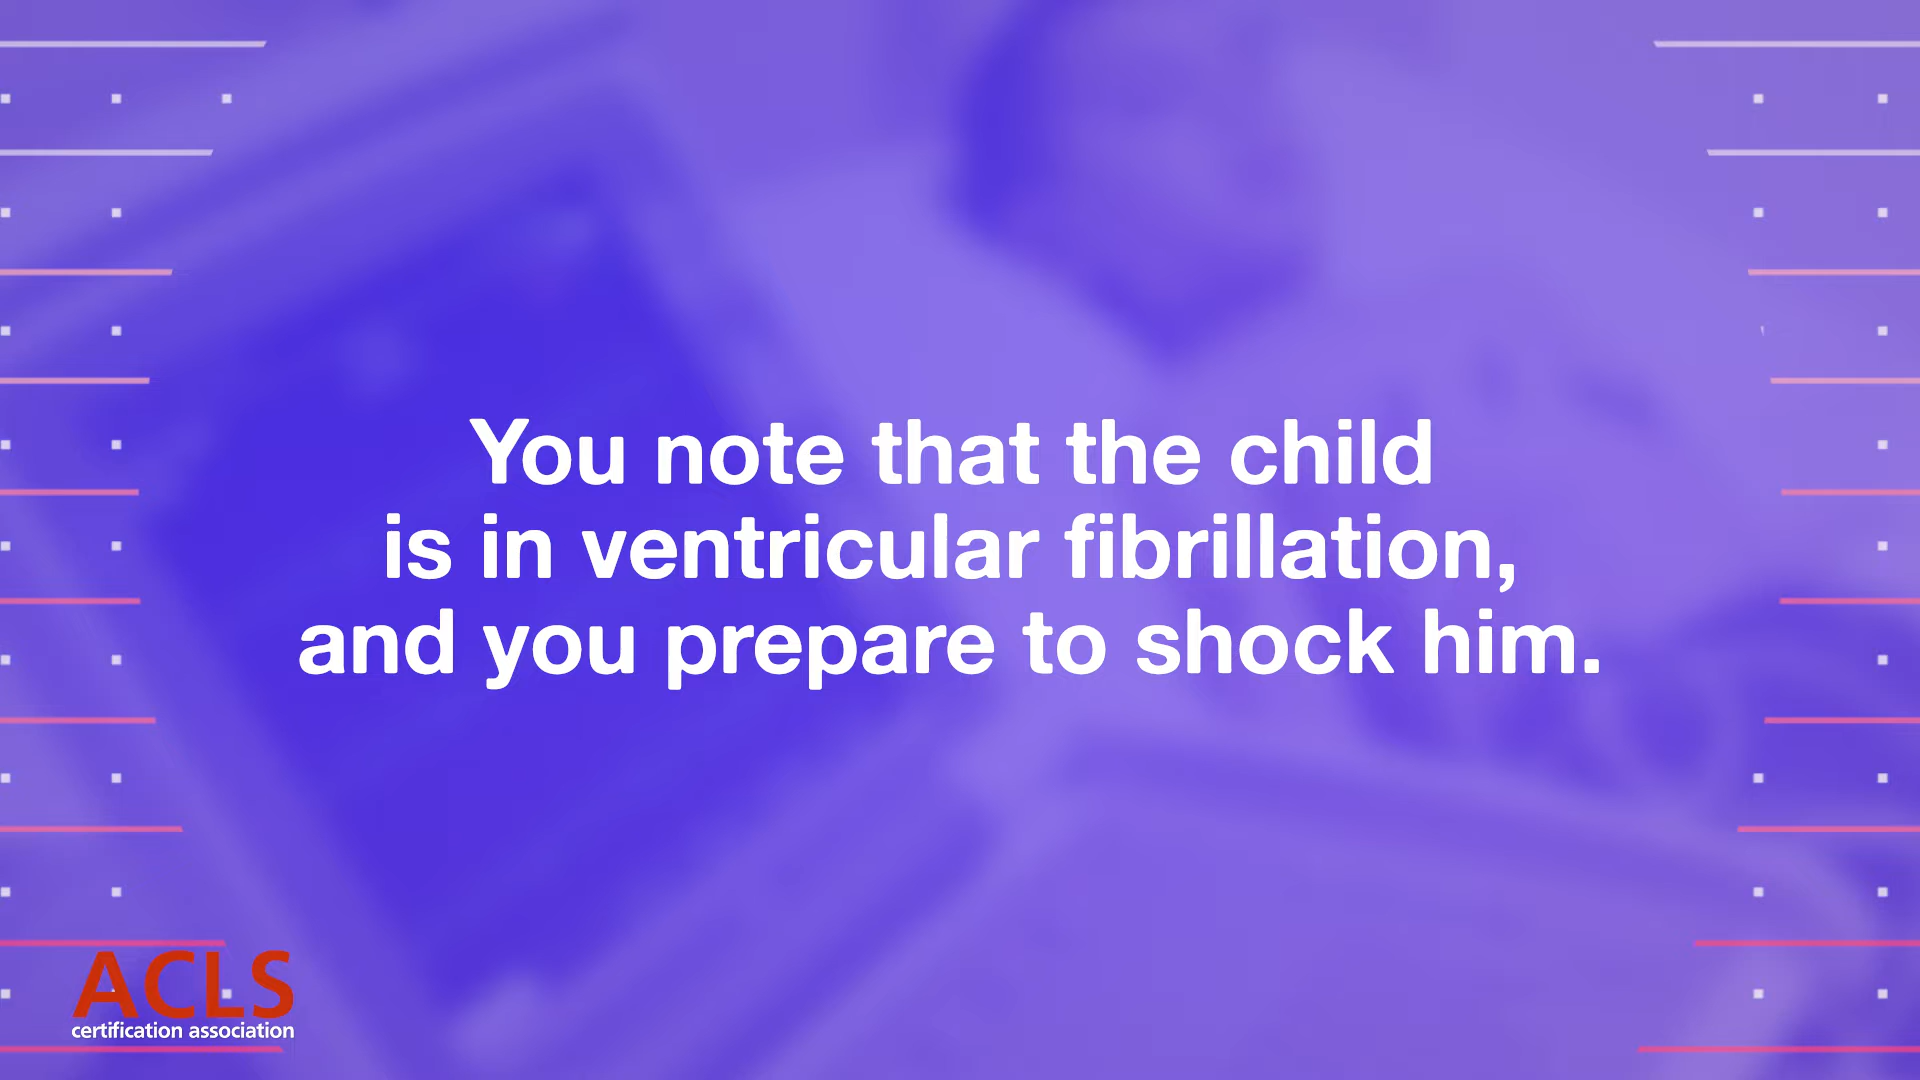 You note that the child
is in ventricular fibrillation,
and you prepare to shock him.
ACLS
certification association